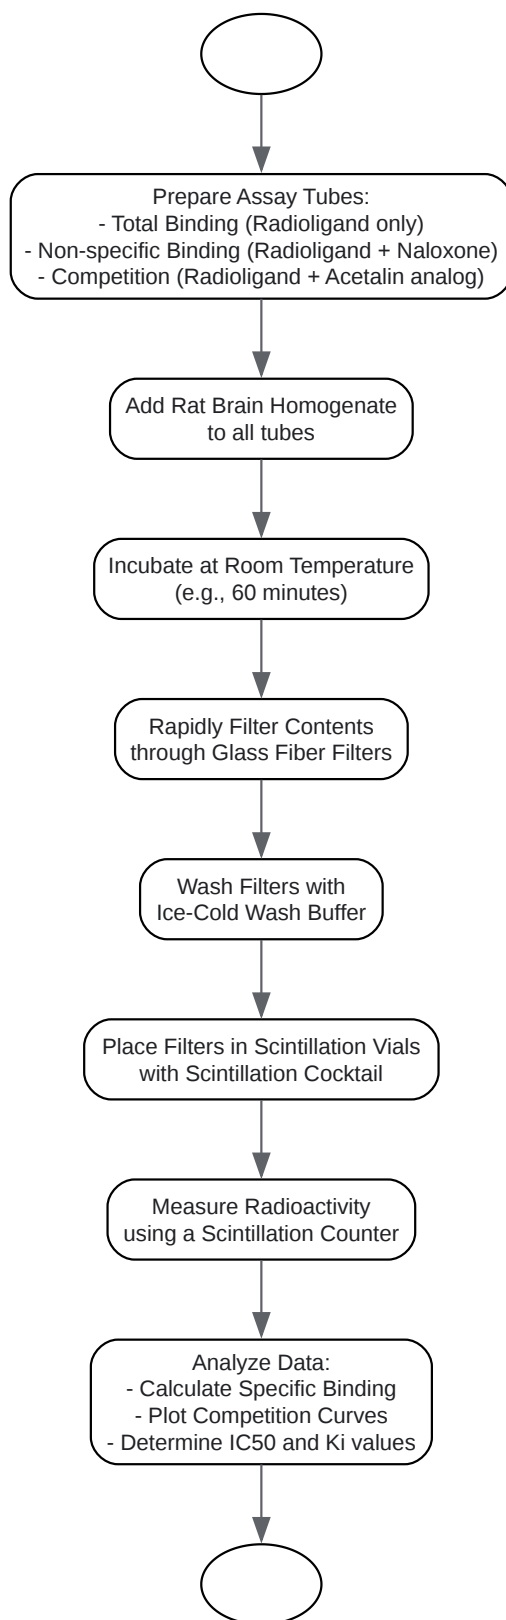 Prepare Assay Tubes:
- Total Binding (Radioligand only)
- Non-specific Binding (Radioligand + Naloxone)
- Competition (Radioligand + Acetalin analog)
Add Rat Brain Homogenate
to all tubes
Incubate at Room Temperature
(e.g., 60 minutes)
Rapidly Filter Contents
through Glass Fiber Filters
Wash Filters with
Ice-Cold Wash Buffer
Place Filters in Scintillation Vials
with Scintillation Cocktail
Measure Radioactivity
using a Scintillation Counter
Analyze Data:
- Calculate Specific Binding
- Plot Competition Curves
- Determine IC50 and Ki values